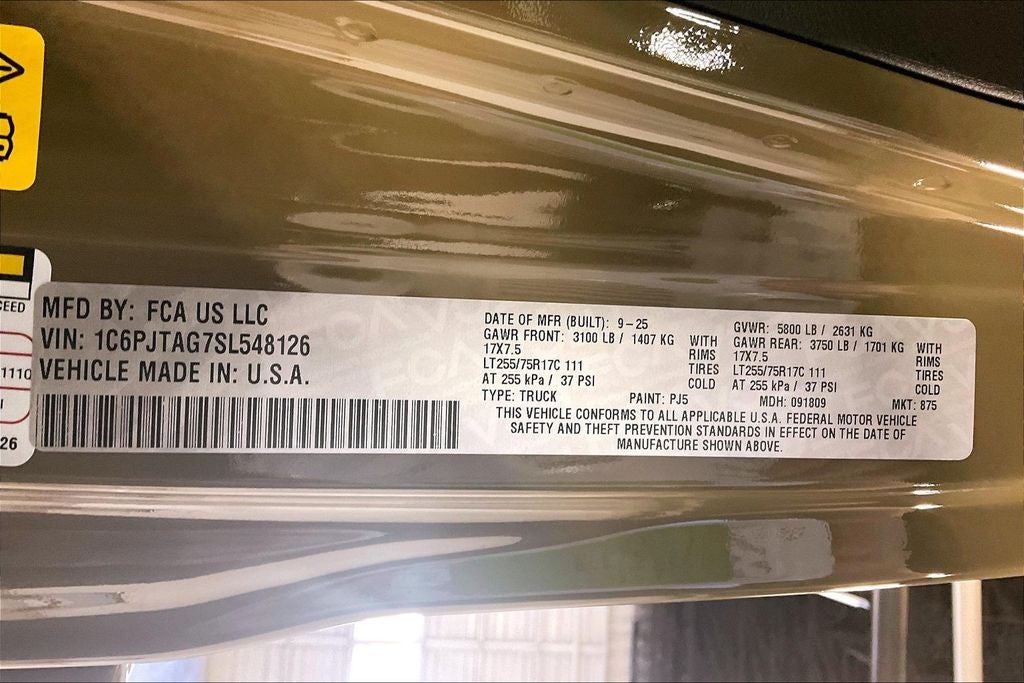 MFD BY: FCA US LLC
VIN: 1C6PJTAG7SL548126
VEHICLE MADE IN: U.S.A.
DATE OF MFR (BUILT): 9-25
GAWR FRONT: 3100 LB / 1407 KG WITH
17X7.5 RIMS
LT255/75R17C 111 TIRES
AT 255 kPa / 37 PSI COLD
GVWR: 5800 LB / 2631 KG
GAWR REAR: 3750 LB / 1701 KG WITH
17X7.5 RIMS
LT255/75R17C 111 TIRES
AT 255 kPa / 37 PSI COLD
TYPE: TRUCK PAINT: PJ5 MDH: 091809 MKT: 875
THIS VEHICLE CONFORMS TO ALL APPLICABLE U.S.A. FEDERAL MOTOR VEHICLE
SAFETY AND THEFT PREVENTION STANDARDS IN EFFECT ON THE DATE OF
MANUFACTURE SHOWN ABOVE.
CEED
1110
26